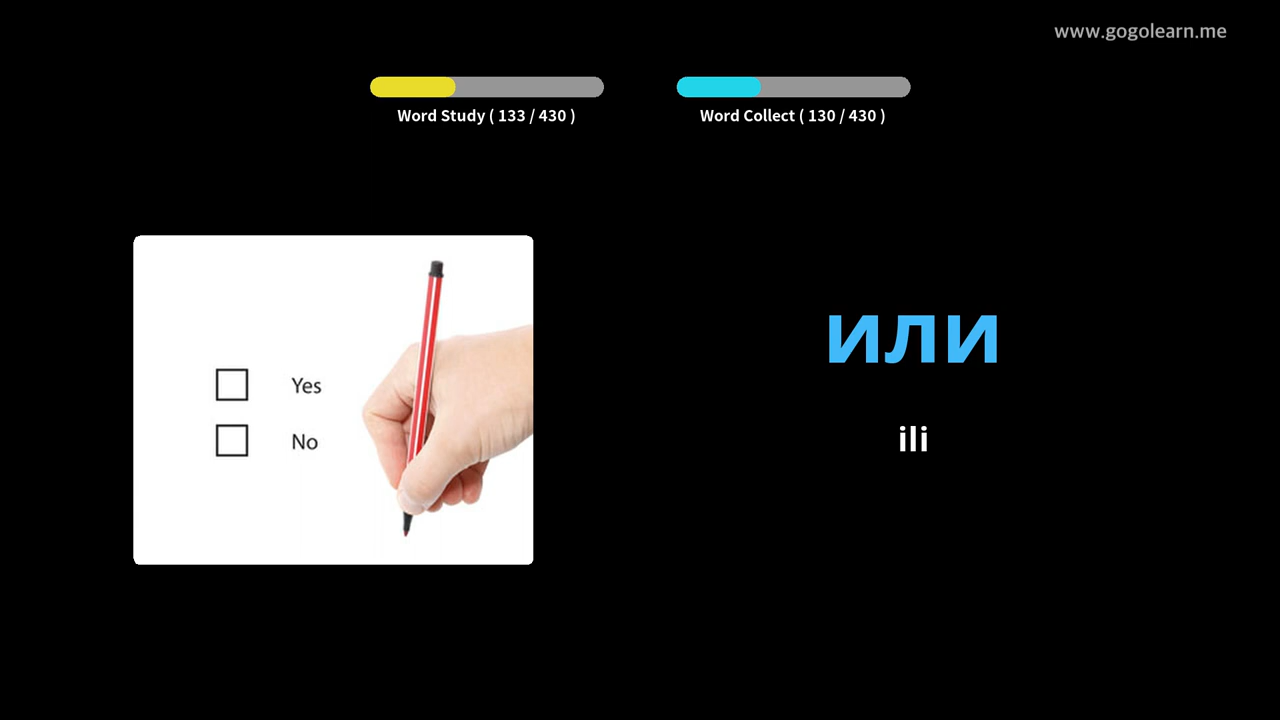 www.gogolearn.me
Word Study ( 133 / 430 )
Word Collect ( 130 / 430 )
Yes
No
или
ili